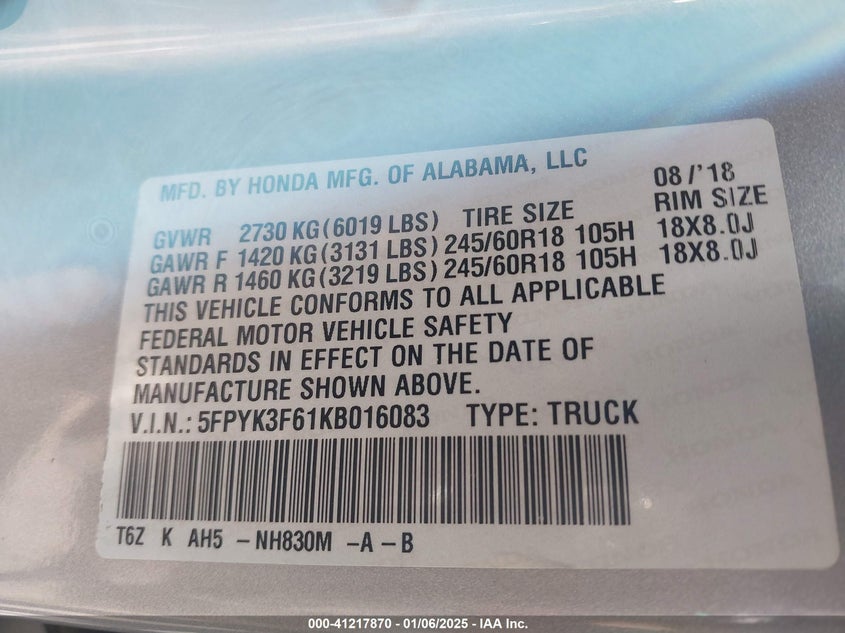 MFD. BY HONDA MFG. OF ALABAMA, LLC 08/'18
GVWR 2730 KG(6019 LBS) TIRE SIZE RIM SIZE
GAWR F 1420 KG(3131 LBS) 245/60R18 105H 18X8.0J
GAWR R 1460 KG(3219 LBS) 245/60R18 105H 18X8.0J
THIS VEHICLE CONFORMS TO ALL APPLICABLE
FEDERAL MOTOR VEHICLE SAFETY
STANDARDS IN EFFECT ON THE DATE OF
MANUFACTURE SHOWN ABOVE.
V.I.N.: 5FPYK3F61KB016083 TYPE: TRUCK
T6Z K AH5 -NH830M -A -B
000-41217870 - 01/06/2025 - IAA Inc.